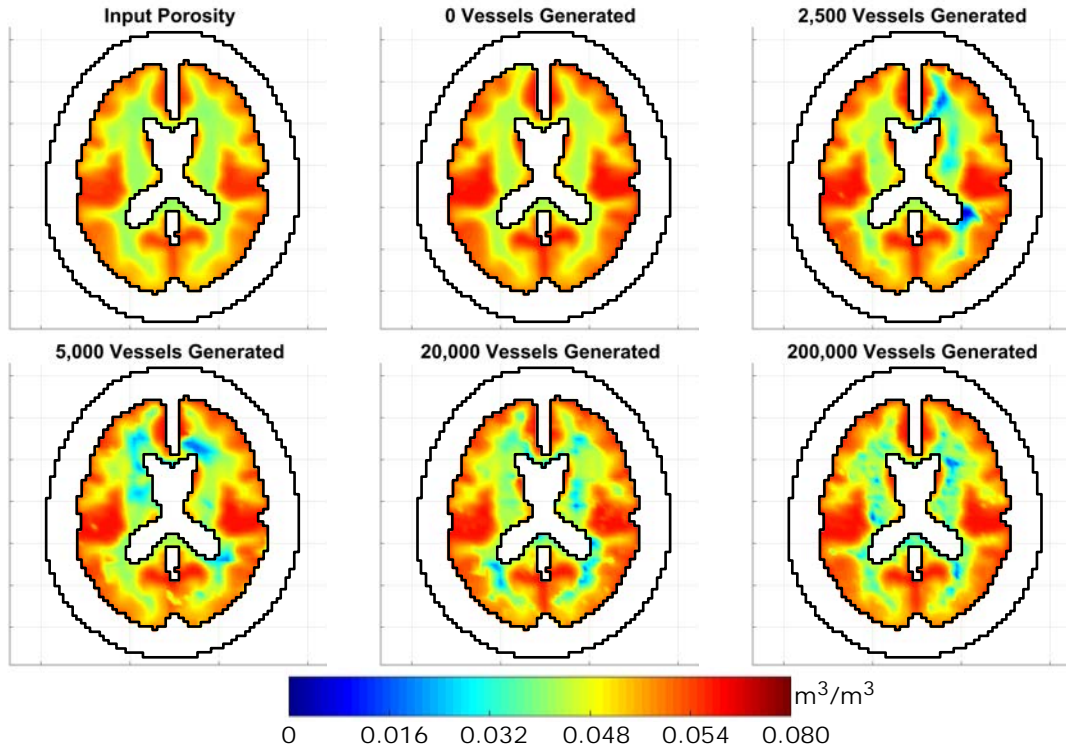 Input Porosity
0 Vessels Generated
2,500 Vessels Generated
5,000 Vessels Generated
20,000 Vessels Generated
200,000 Vessels Generated
m³/m³
0 0.016 0.032 0.048 0.054 0.080